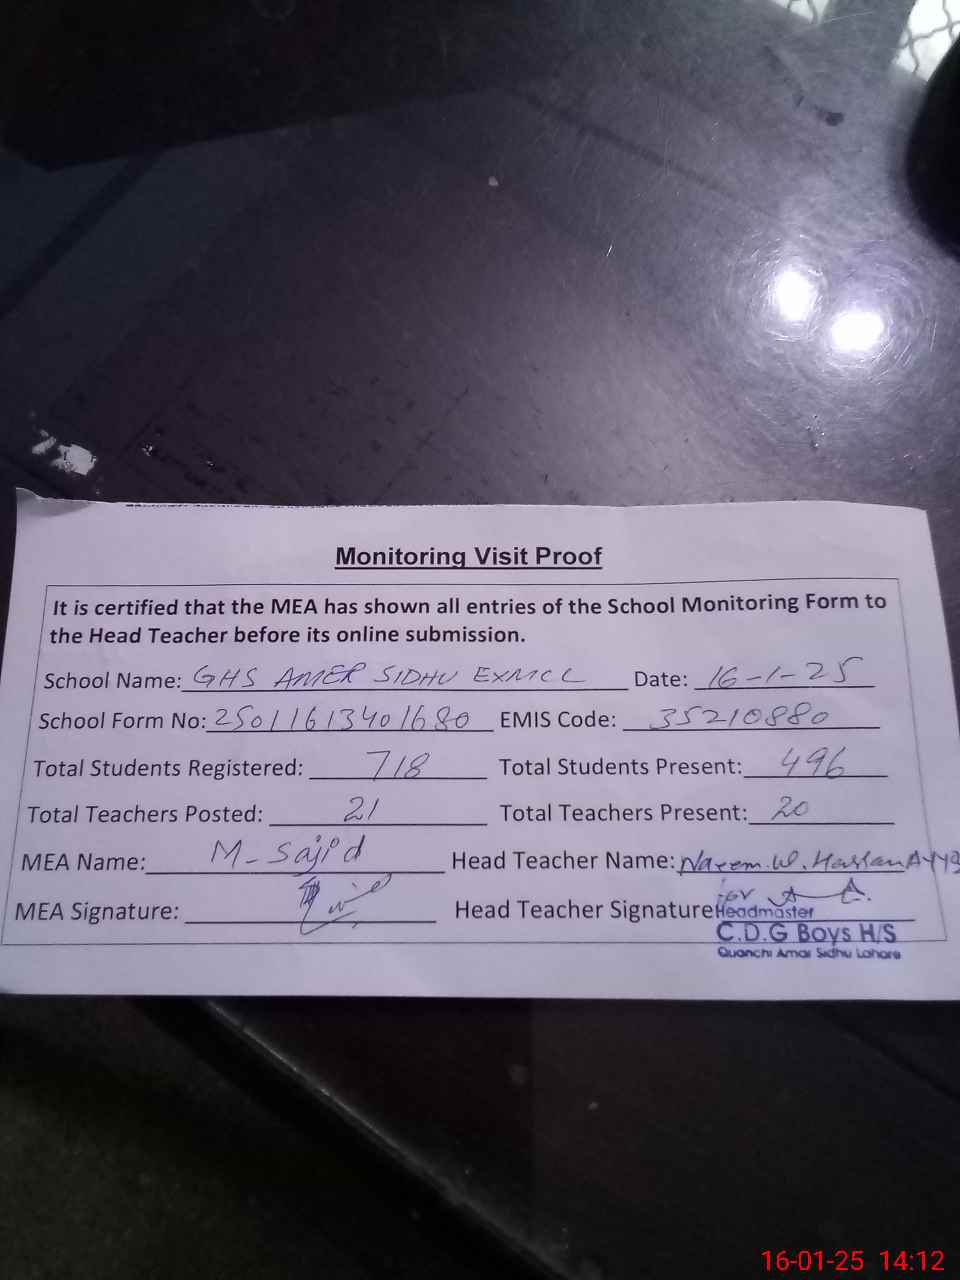 Monitoring Visit Proof
It is certified that the MEA has shown all entries of the School Monitoring Form to
the Head Teacher before its online submission.
School Name: GHS AMER SIDHU EXMCL Date: 16-1-25
School Form No: 25011613401680 EMIS Code: 35210880
Total Students Registered: 718 Total Students Present: 496
Total Teachers Posted: 21 Total Teachers Present: 20
MEA Name: M-Sajid Head Teacher Name: Naeem.W.Hassan
MEA Signature: Head Teacher Signature
for
Headmaster
C.D.G Boys H/S
Quanchi Amar Sidhu Lahore
16-01-25 14:12